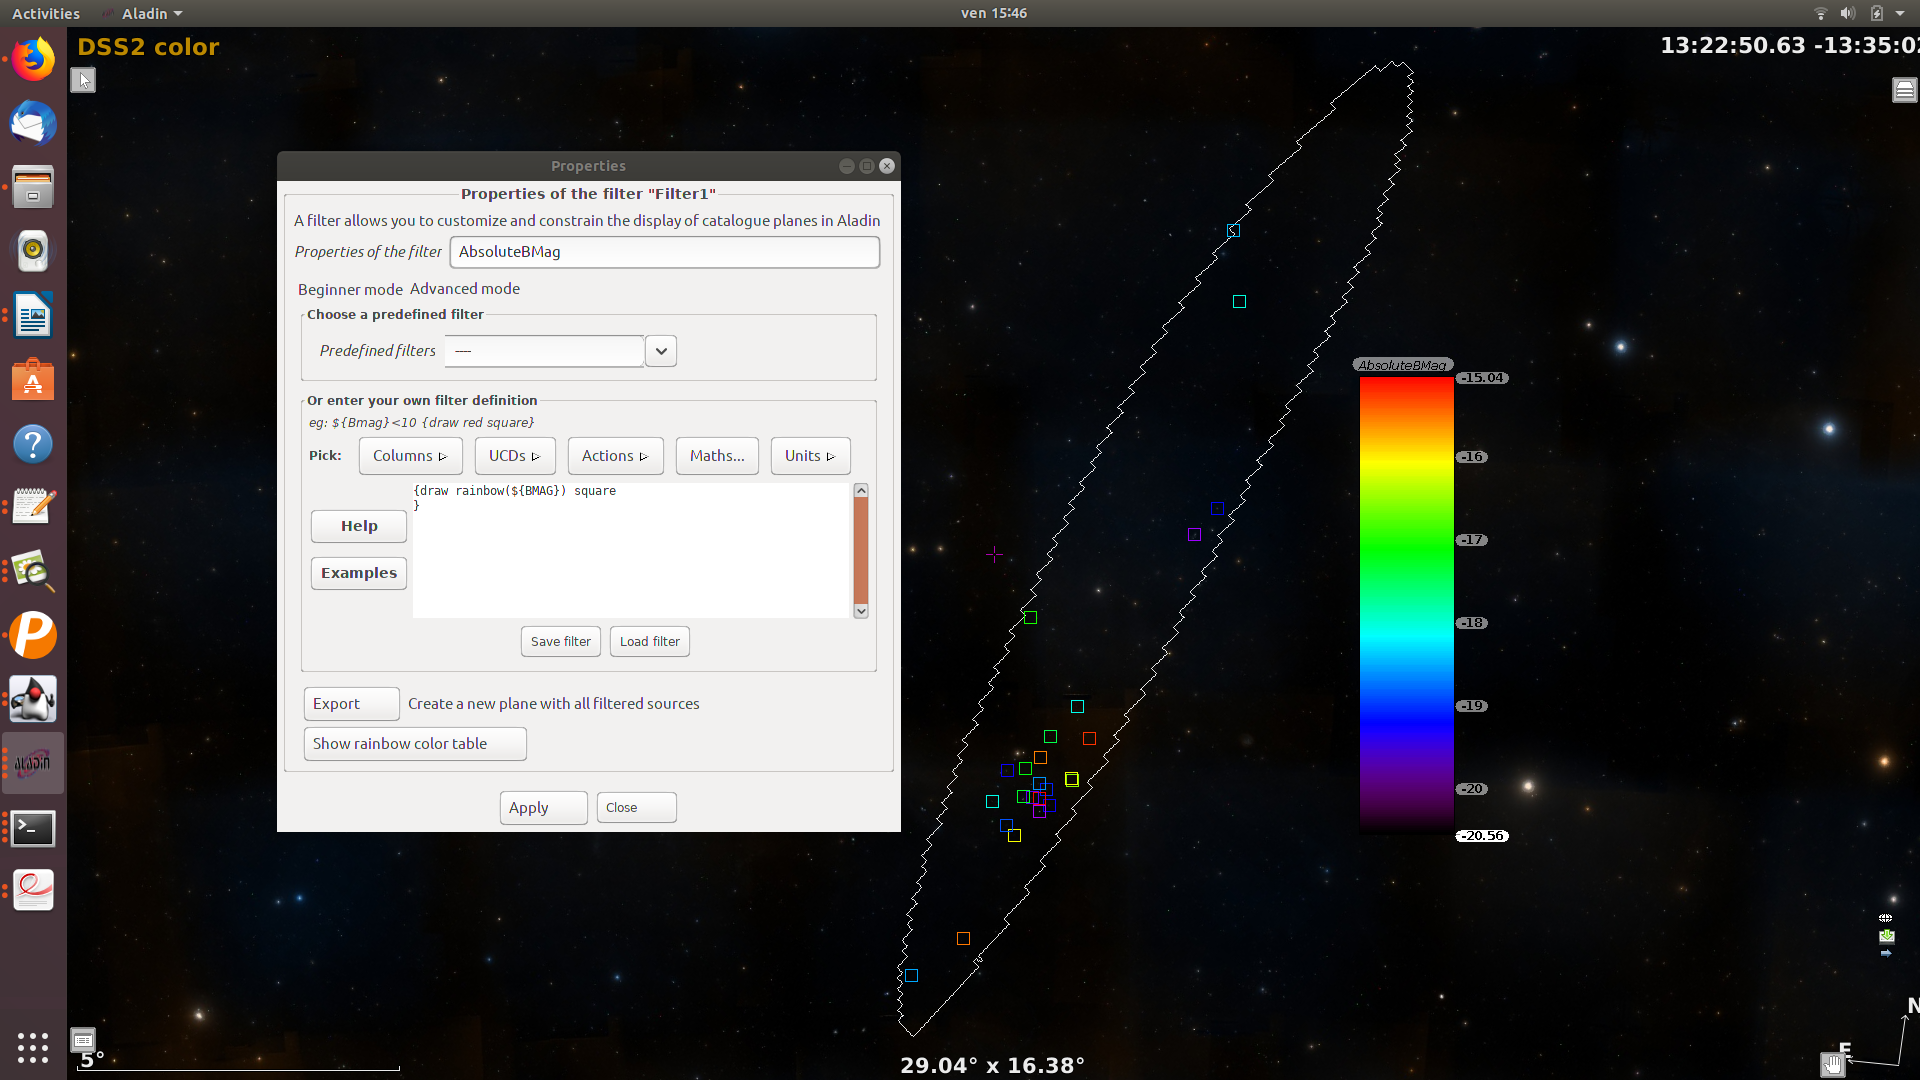 Activities
Aladin
ven 15:46
DSS2 color
13:22:50.63 -13:35:02
Properties
Properties of the filter "Filter1"
A filter allows you to customize and constrain the display of catalogue planes in Aladin
Properties of the filter
AbsoluteBMag
Beginner mode Advanced mode
Choose a predefined filter
Predefined filters
----
Or enter your own filter definition
eg: ${Bmag}<10 {draw red square}
Pick:
Columns
UCDs
Actions
Maths...
Units
{draw rainbow(${BMAG}) square
}
Help
Examples
Save filter
Load filter
Export
Create a new plane with all filtered sources
Show rainbow color table
Apply
Close
AbsoluteBMag
-15.04
-16
-17
-18
-19
-20
-20.56
ALADIN
5°
29.04° x 16.38°
N
E